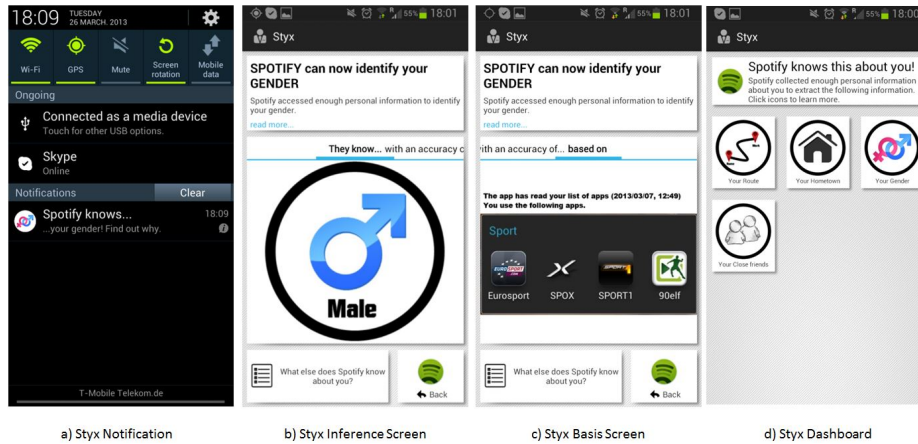 18:09 TUESDAY
26 MARCH. 2013
Wi-Fi
GPS
Mute
Screen
rotation
Mobile
data
Ongoing
Connected as a media device
Touch for other USB options.
Skype
Online
Notifications
Clear
Spotify knows... 18:09
...your gender! Find out why.
T-Mobile Telekom.de
a) Styx Notification
55% 18:01
Styx
SPOTIFY can now identify your
GENDER
Spotify accessed enough personal information to identify
your gender.
read more...
They know... with an accuracy o
Male
What else does Spotify know
about you?
Back
b) Styx Inference Screen
55% 18:01
Styx
SPOTIFY can now identify your
GENDER
Spotify accessed enough personal information to identify
your gender.
read more...
with an accuracy of... based on
The app has read your list of apps (2013/03/07, 12:49)
You use the following apps.
Sport
EUROSPORT
.com
SPORT1
Eurosport
SPOX
SPORT1
90elf
What else does Spotify know
about you?
Back
c) Styx Basis Screen
55% 18:00
Styx
Spotify knows this about you!
Spotify collected enough personal information
about you to extract the following information.
Click icons to learn more.
Your Route
Your Hometown
Your Gender
Your Close friends
d) Styx Dashboard